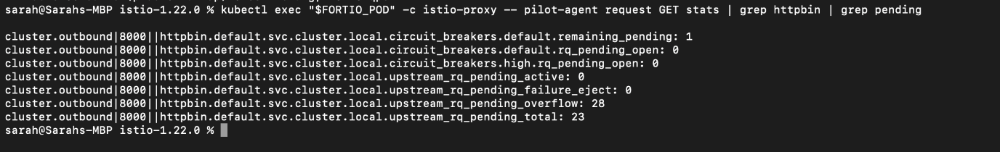 sarah@Sarahs-MBP istio-1.22.0 % kubectl exec "$FORTIO_POD" -c istio-proxy -- pilot-agent request GET stats | grep httpbin | grep pending
cluster.outbound|8000||httpbin.default.svc.cluster.local.circuit_breakers.default.remaining_pending: 1
cluster.outbound|8000||httpbin.default.svc.cluster.local.circuit_breakers.default.rq_pending_open: 0
cluster.outbound|8000||httpbin.default.svc.cluster.local.circuit_breakers.high.rq_pending_open: 0
cluster.outbound|8000||httpbin.default.svc.cluster.local.upstream_rq_pending_active: 0
cluster.outbound|8000||httpbin.default.svc.cluster.local.upstream_rq_pending_failure_eject: 0
cluster.outbound|8000||httpbin.default.svc.cluster.local.upstream_rq_pending_overflow: 28
cluster.outbound|8000||httpbin.default.svc.cluster.local.upstream_rq_pending_total: 23
sarah@Sarahs-MBP istio-1.22.0 %